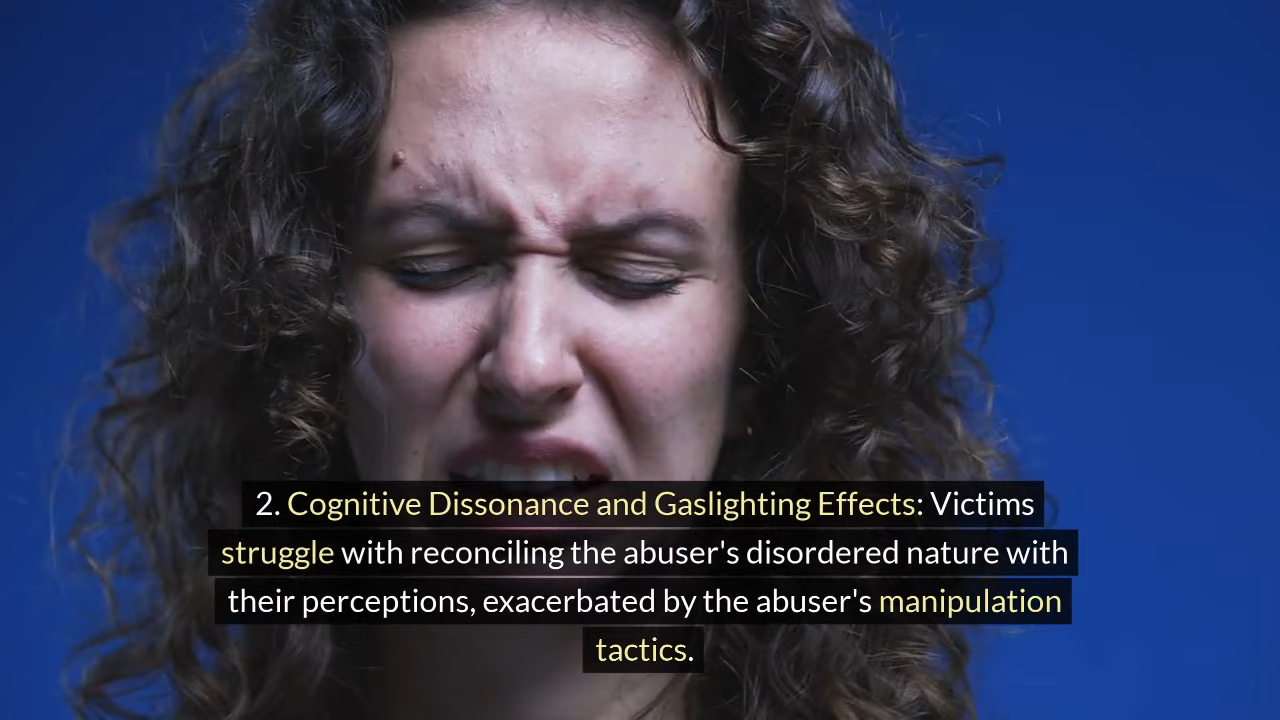 2. Cognitive Dissonance and Gaslighting Effects: Victims
struggle with reconciling the abuser's disordered nature with
their perceptions, exacerbated by the abuser's manipulation
tactics.